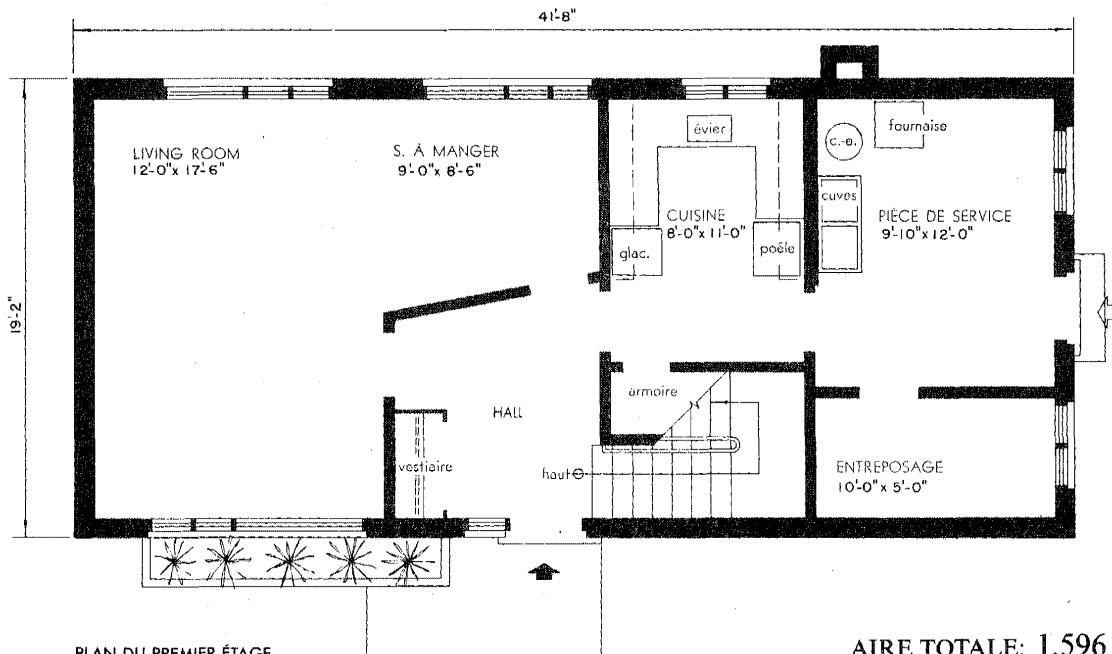 41'-8"
19'-2"
LIVING ROOM
12'-0" x 17'-6"
S. À MANGER
9'-0" x 8'-6"
évier
CUISINE
8'-0" x 11'-0"
glac.
poêle
c.-e.
fournaise
cuves
PIÈCE DE SERVICE
9'-10" x 12'-0"
HALL
armoire
vestiaire
haut
ENTREPOSAGE
10'-0" x 5'-0"
PLAN DU PREMIER ÉTAGE
AIRE TOTALE: 1,596